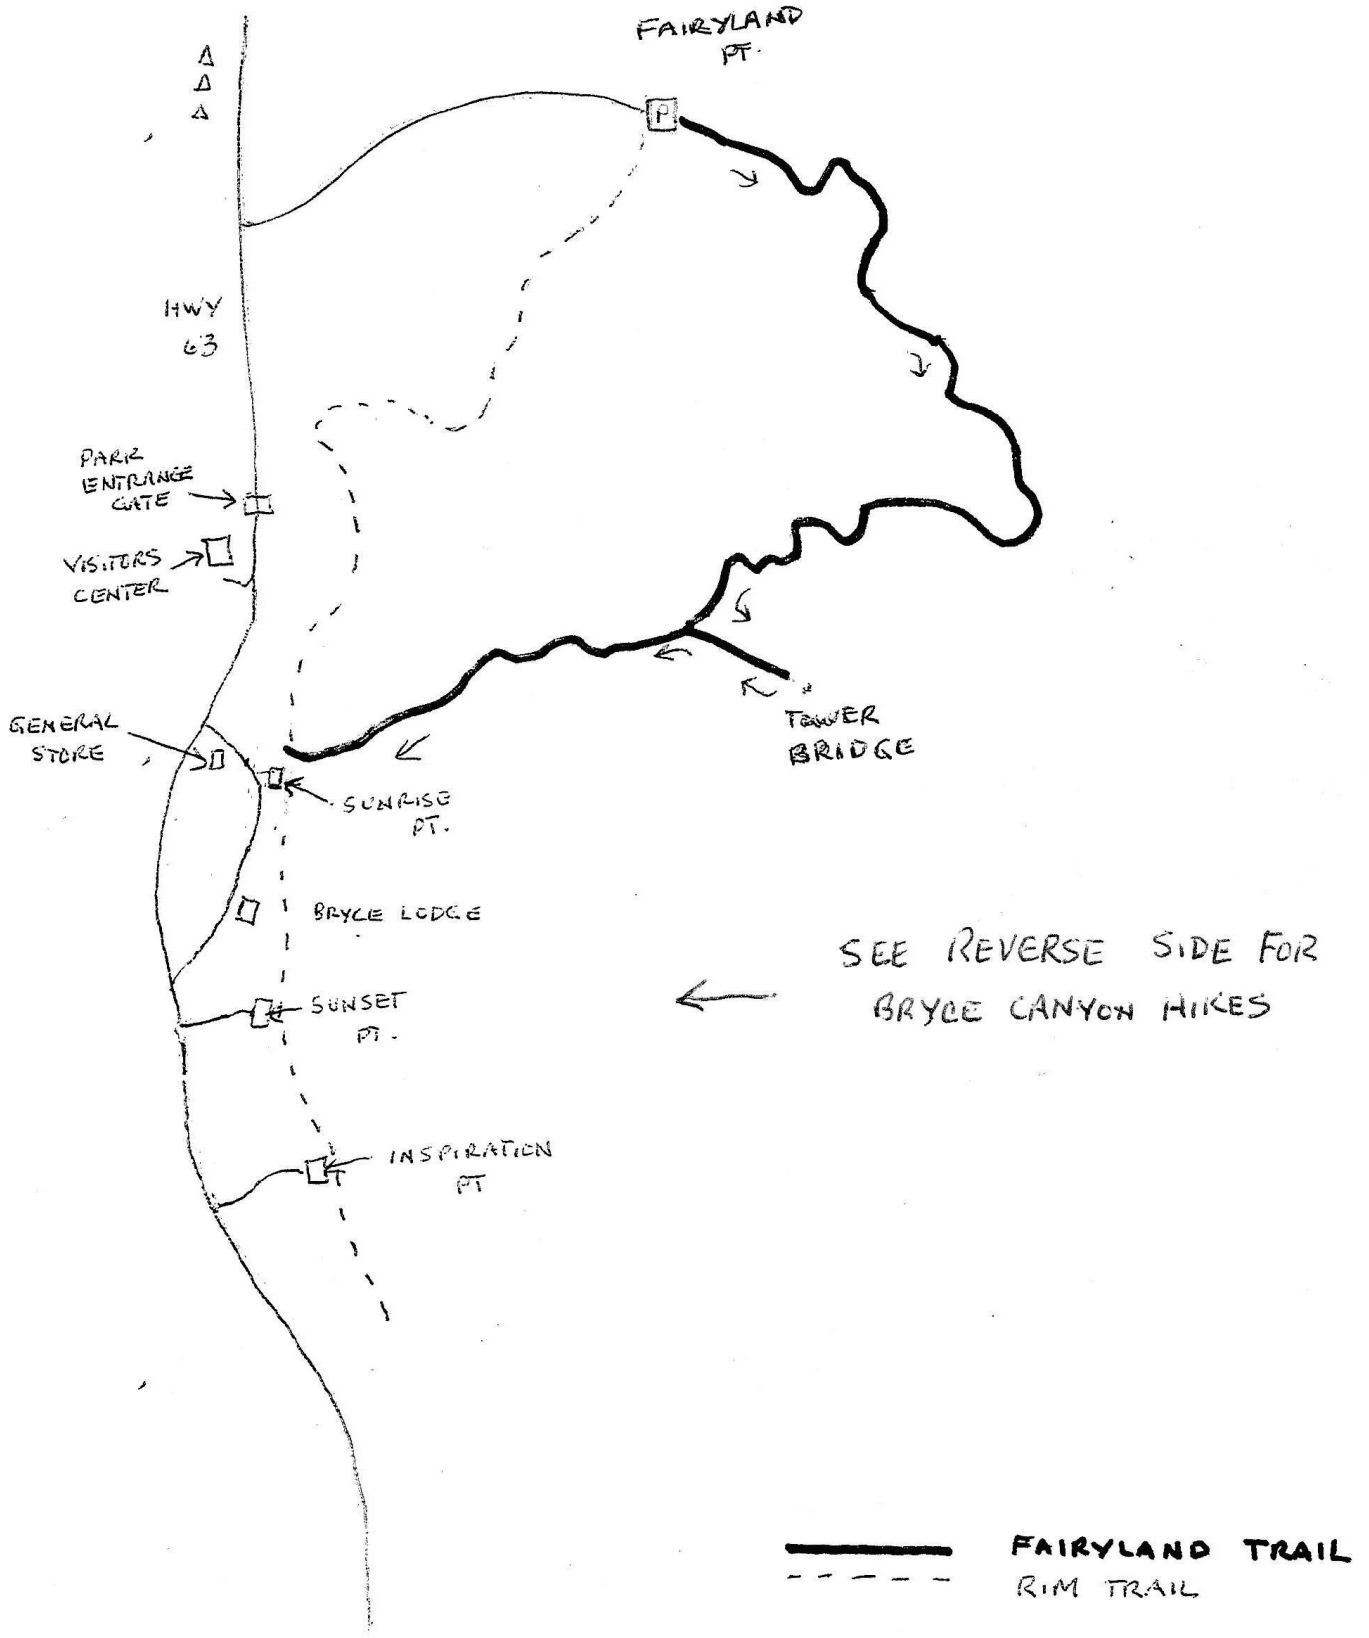 FAIRYLAND
PT.
P
HWY
63
PARK
ENTRANCE
GATE
VISITORS
CENTER
GENERAL
STORE
TOWER
BRIDGE
SUNRISE
PT.
BRYCE LODGE
SEE REVERSE SIDE FOR
BRYCE CANYON HIKES
SUNSET
PT.
INSPIRATION
PT
FAIRYLAND TRAIL
RIM TRAIL